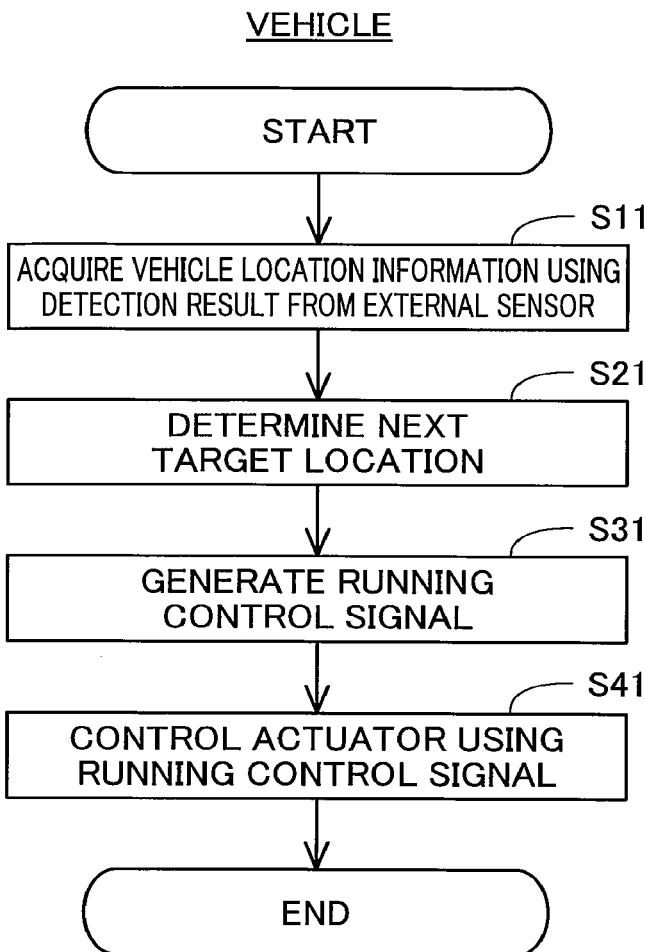 VEHICLE
START
S11
ACQUIRE VEHICLE LOCATION INFORMATION USING
DETECTION RESULT FROM EXTERNAL SENSOR
S21
DETERMINE NEXT
TARGET LOCATION
S31
GENERATE RUNNING
CONTROL SIGNAL
S41
CONTROL ACTUATOR USING
RUNNING CONTROL SIGNAL
END